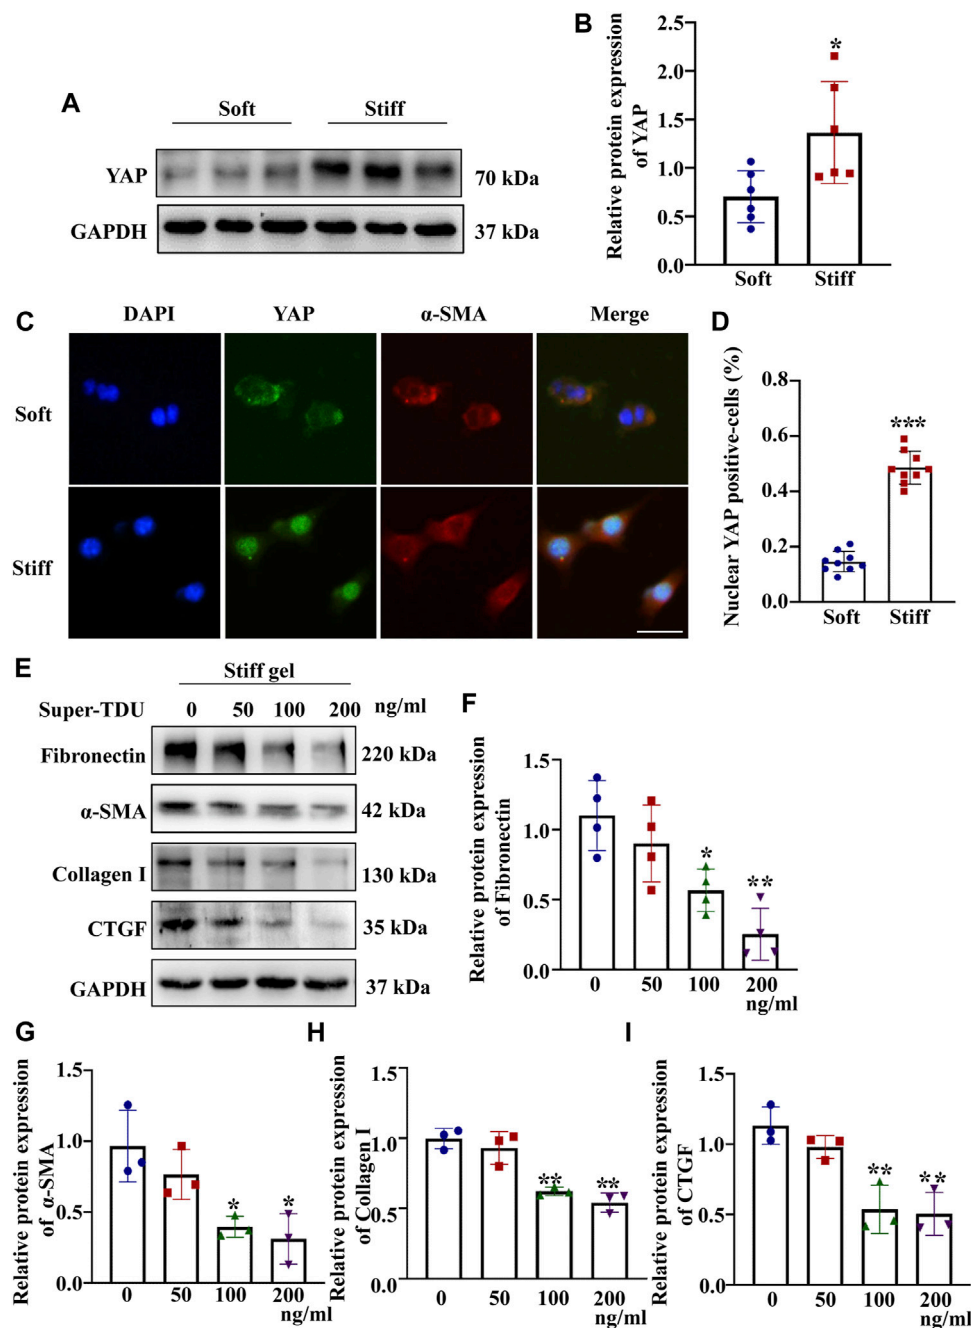 A
Soft Stiff
YAP 70 kDa
GAPDH 37 kDa
B
Relative protein expression
of YAP
2.5
2.0
1.5
1.0
0.5
0.0
*
Soft Stiff
C
DAPI YAP α-SMA Merge
Soft
Stiff
D
Nuclear YAP positive-cells (%)
0.8
0.6
0.4
0.2
0.0
***
Soft Stiff
E
Stiff gel
Super-TDU 0 50 100 200 ng/ml
Fibronectin 220 kDa
α-SMA 42 kDa
Collagen I 130 kDa
CTGF 35 kDa
GAPDH 37 kDa
F
Relative protein expression
of Fibronectin
1.5
1.0
0.5
0.0
* **
0 50 100 200
ng/ml
G
Relative protein expression
of α-SMA
1.5
1.0
0.5
0.0
* *
0 50 100 200
ng/ml
H
Relative protein expression
of Collagen I
1.5
1.0
0.5
0.0
** **
0 50 100 200
ng/ml
I
Relative protein expression
of CTGF
1.5
1.0
0.5
0.0
** **
0 50 100 200
ng/ml